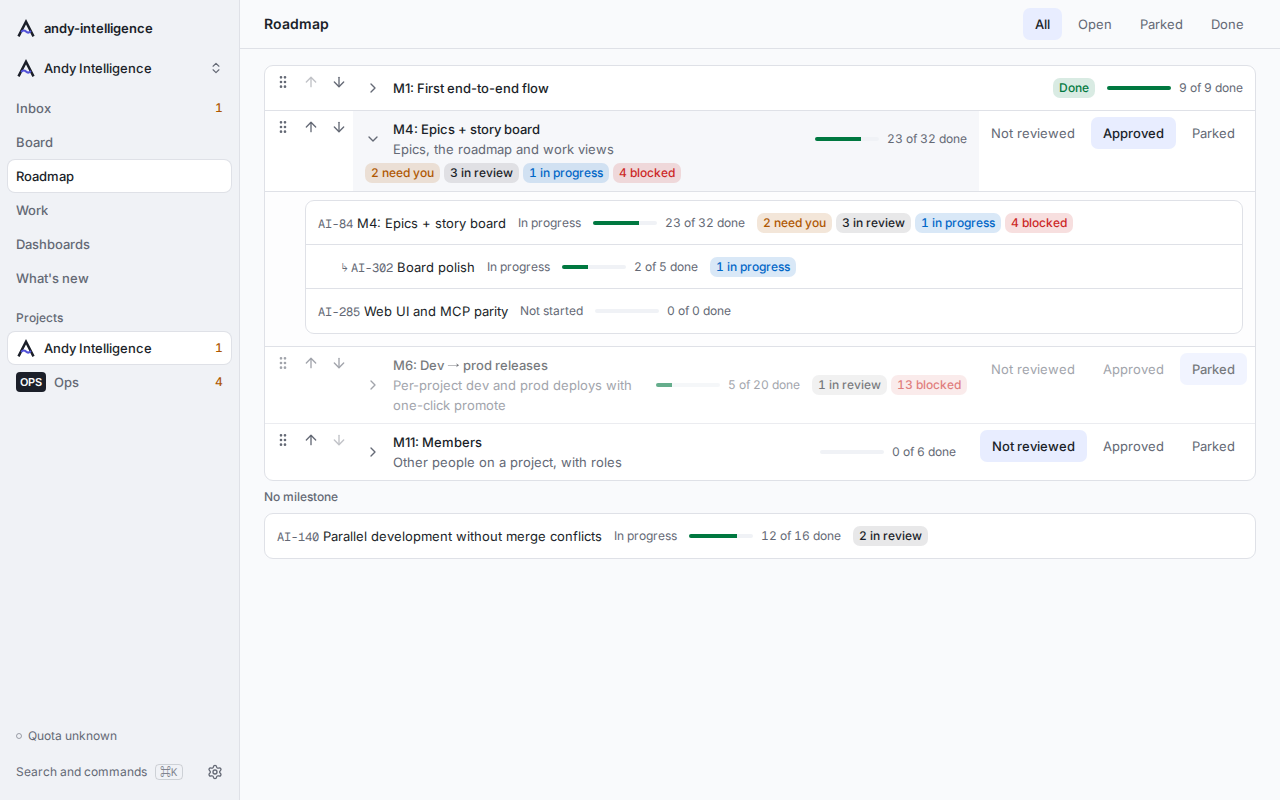 andy-intelligence
Roadmap
All
Open
Parked
Done
Andy Intelligence
Inbox
1
Board
Roadmap
Work
Dashboards
What's new
Projects
Andy Intelligence
1
OPS
Ops
4
Quota unknown
Search and commands
⌘K
M1: First end-to-end flow
Done
9 of 9 done
M4: Epics + story board
Epics, the roadmap and work views
23 of 32 done
2 need you
3 in review
1 in progress
4 blocked
Not reviewed
Approved
Parked
AI-84 M4: Epics + story board
In progress
23 of 32 done
2 need you
3 in review
1 in progress
4 blocked
↳ AI-302 Board polish
In progress
2 of 5 done
1 in progress
AI-285 Web UI and MCP parity
Not started
0 of 0 done
M6: Dev → prod releases
Per-project dev and prod deploys with
one-click promote
5 of 20 done
1 in review
13 blocked
Not reviewed
Approved
Parked
M11: Members
Other people on a project, with roles
0 of 6 done
Not reviewed
Approved
Parked
No milestone
AI-140 Parallel development without merge conflicts
In progress
12 of 16 done
2 in review